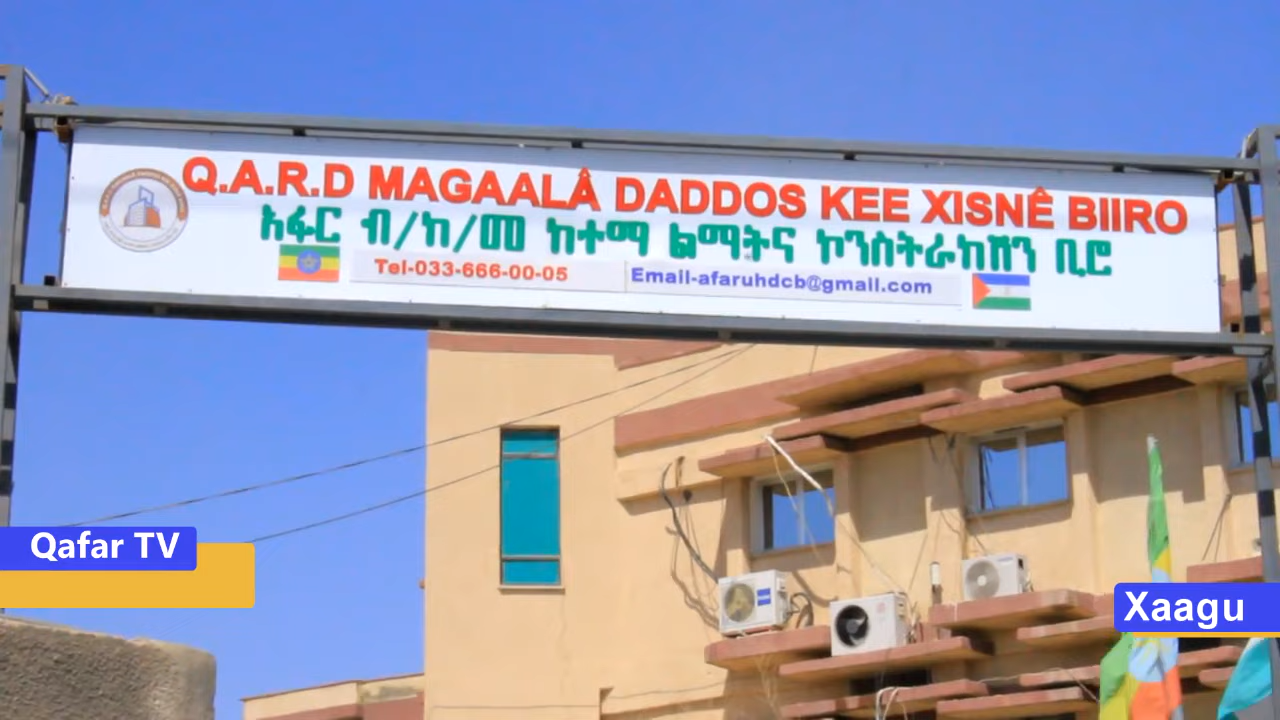 Q.A.R.D MAGAALÂ DADDOS KEE XISNÊ BIIRO
አፋር ብ/ክ/መ ከተማ ልማትና ኮንስትራክሽን ቢሮ
Tel-033-666-00-05 Email-afaruhdcb@gmail.com
Qafar TV
Xaagu